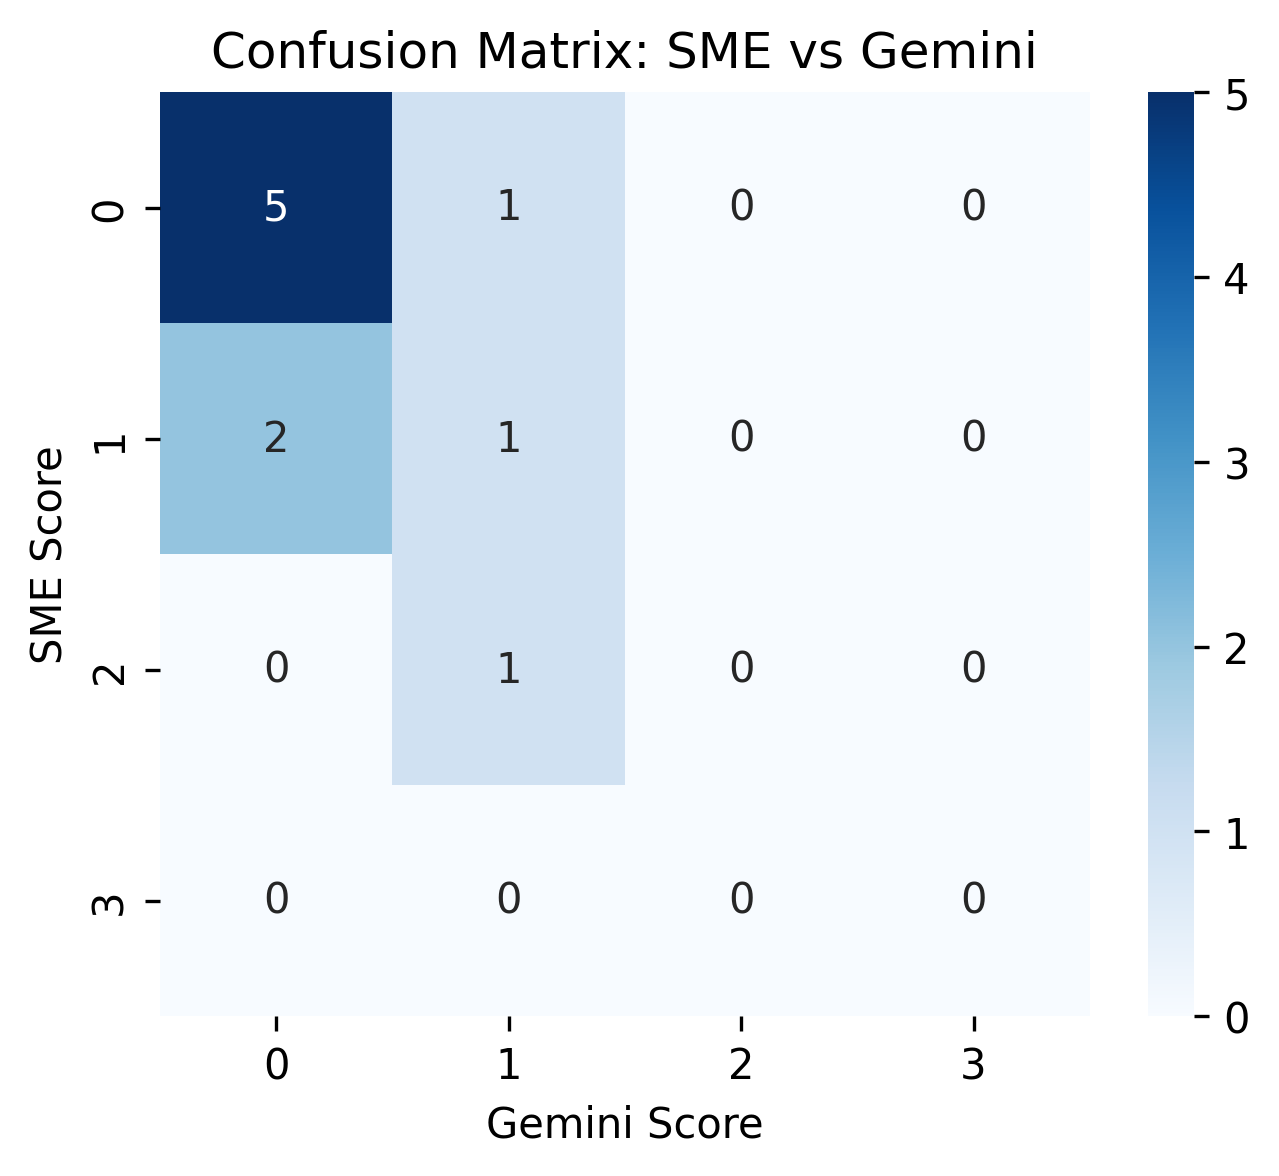 Confusion Matrix: SME vs Gemini
5
0
5 1 0 0
4
1
2 1 0 0
3
SME Score
2
2
0 1 0 0
1
3
0 0 0 0
0
0 1 2 3
Gemini Score